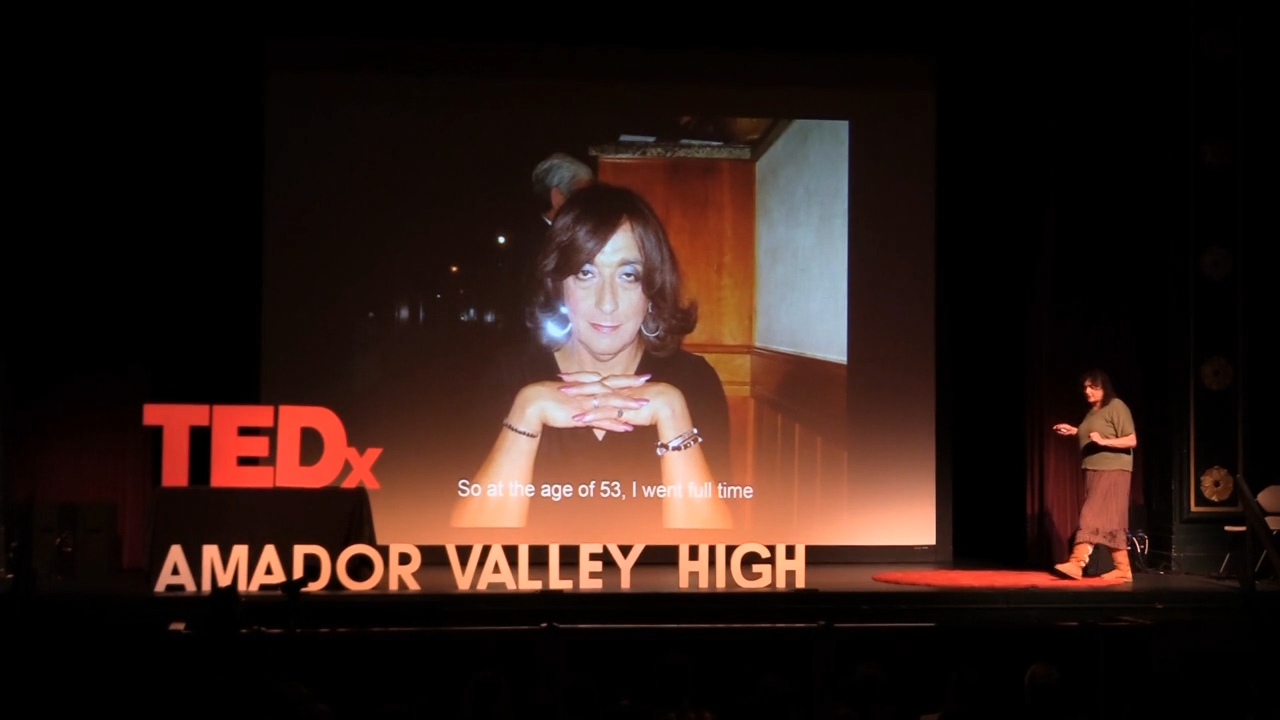 So at the age of 53, I went full time
TEDx
AMADOR VALLEY HIGH